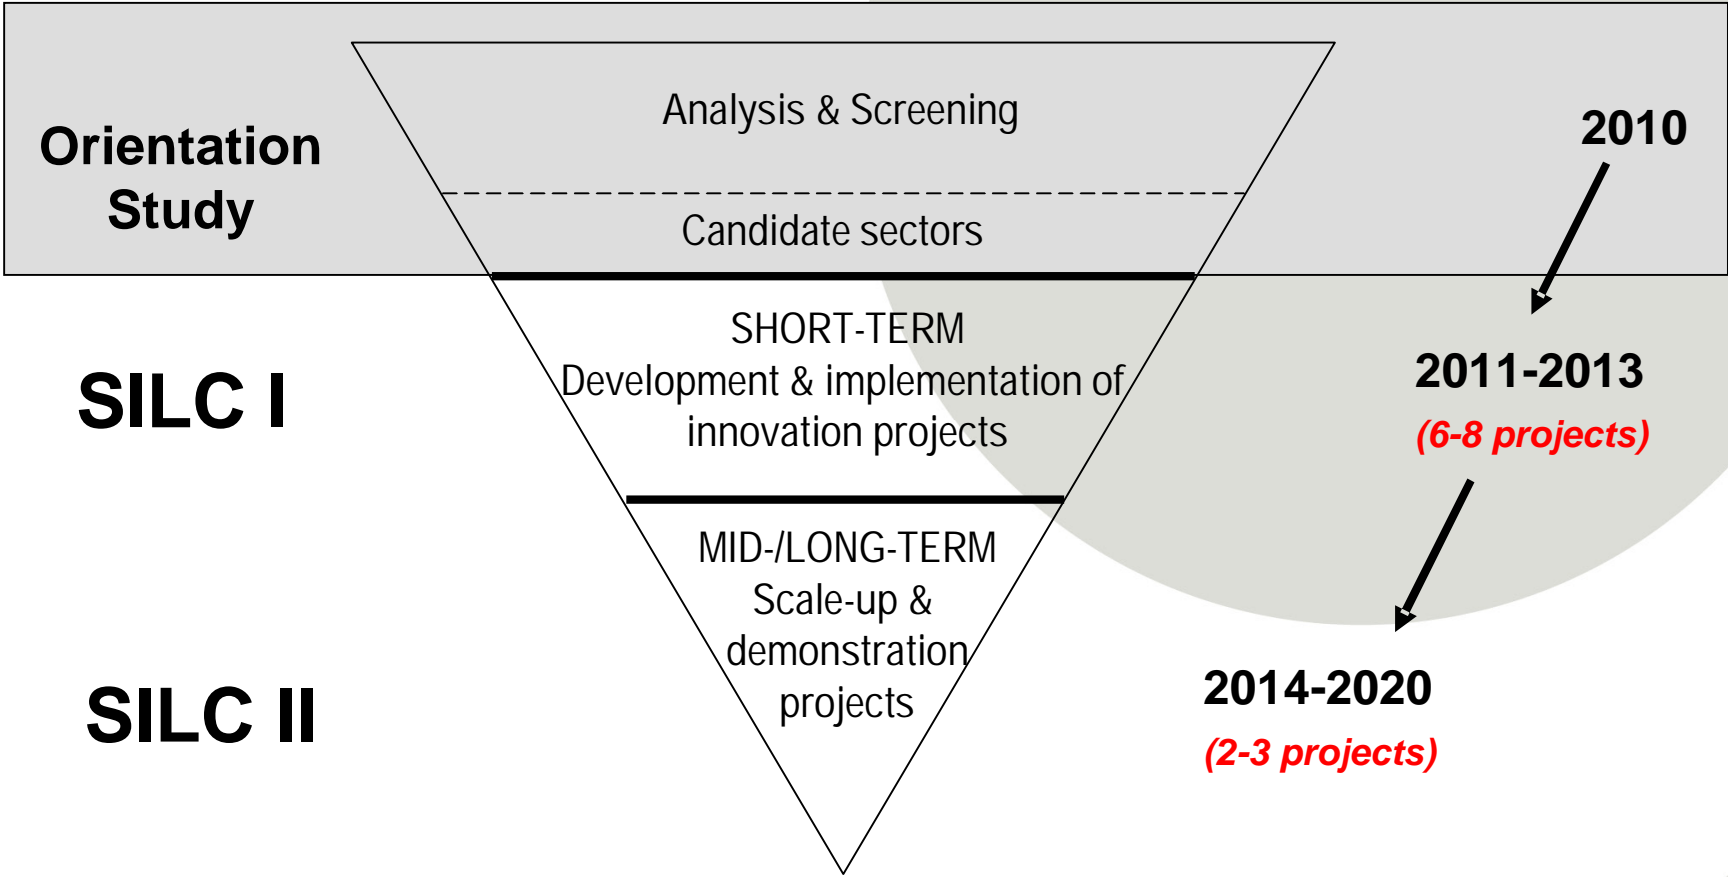 Orientation
Study
Analysis & Screening
Candidate sectors
2010
SILC I
SHORT-TERM
Development & implementation of
innovation projects
2011-2013
(6-8 projects)
SILC II
MID-/LONG-TERM
Scale-up &
demonstration
projects
2014-2020
(2-3 projects)